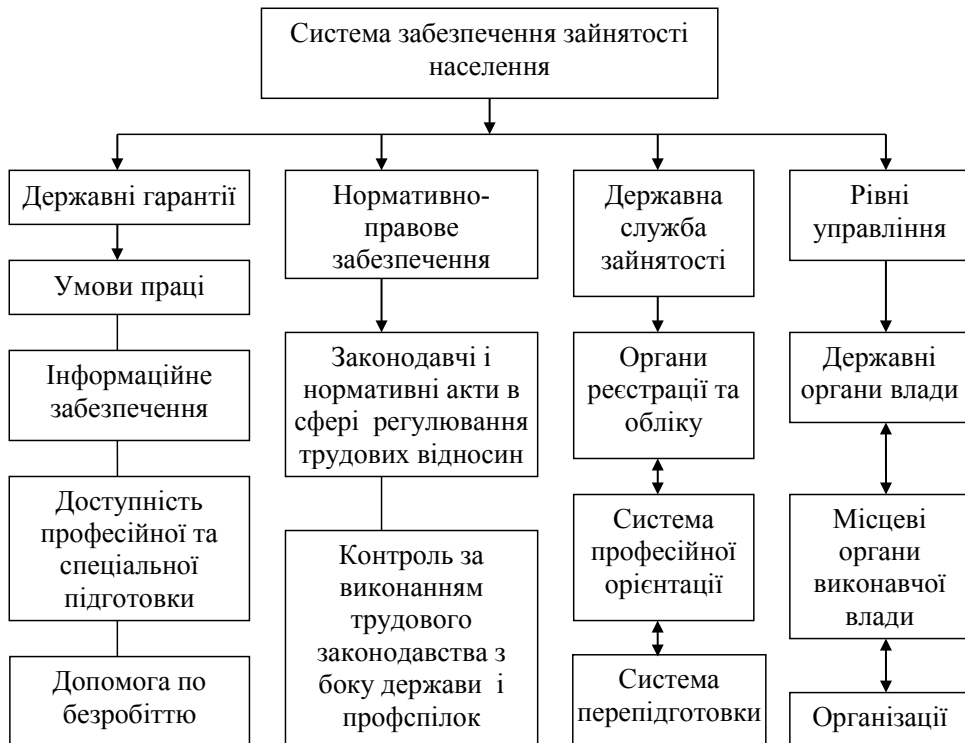 Система забезпечення зайнятості
населення
Державні гарантії
Умови праці
Інформаційне
забезпечення
Доступність
професійної та
спеціальної
підготовки
Допомога по
безробіттю
Нормативно-
правове
забезпечення
Законодавчі і
нормативні акти в
сфері регулювання
трудових відносин
Контроль за
виконанням
трудового
законодавства з
боку держави і
профспілок
Державна
служба
зайнятості
Органи
реєстрації та
обліку
Система
професійної
орієнтації
Система
перепідготовки
Рівні
управління
Державні
органи влади
Місцеві
органи
виконавчої
влади
Організації